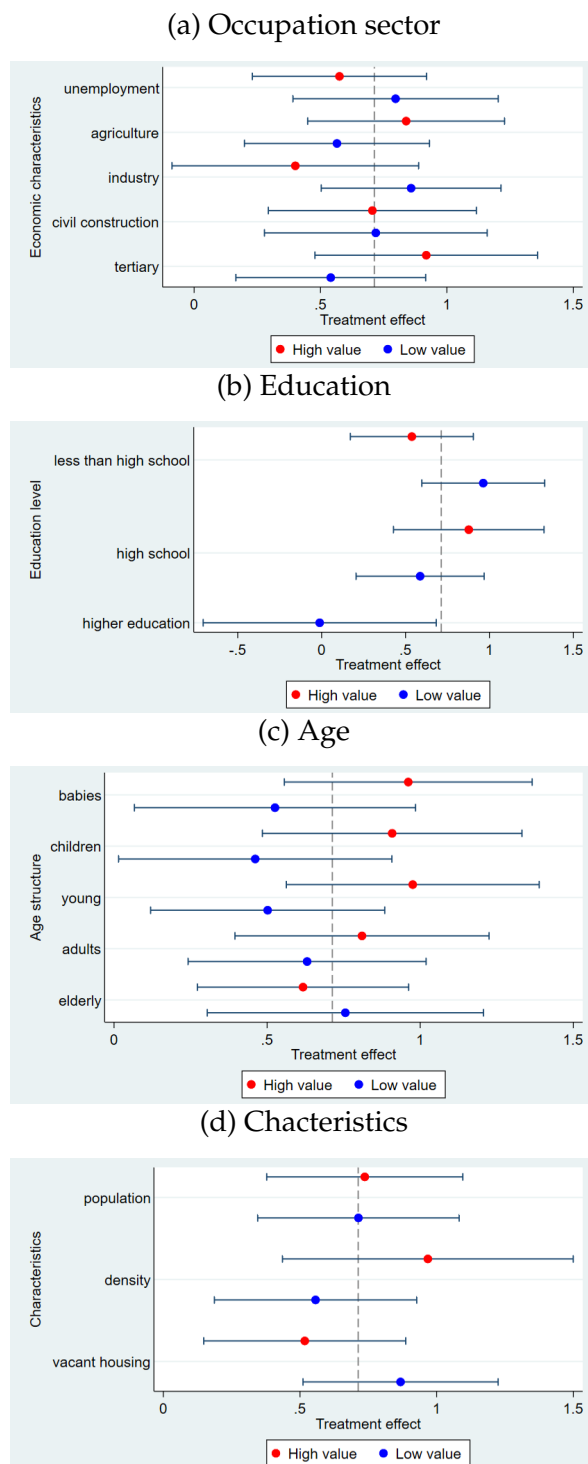 (a) Occupation sector
Economic characteristics
unemployment
agriculture
industry
civil construction
tertiary
0 .5 1 1.5
Treatment effect
High value Low value
(b) Education
Education level
less than high school
high school
higher education
-.5 0 .5 1 1.5
Treatment effect
High value Low value
(c) Age
Age structure
babies
children
young
adults
elderly
0 .5 1 1.5
Treatment effect
High value Low value
(d) Chacteristics
Characteristics
population
density
vacant housing
0 .5 1 1.5
Treatment effect
High value Low value